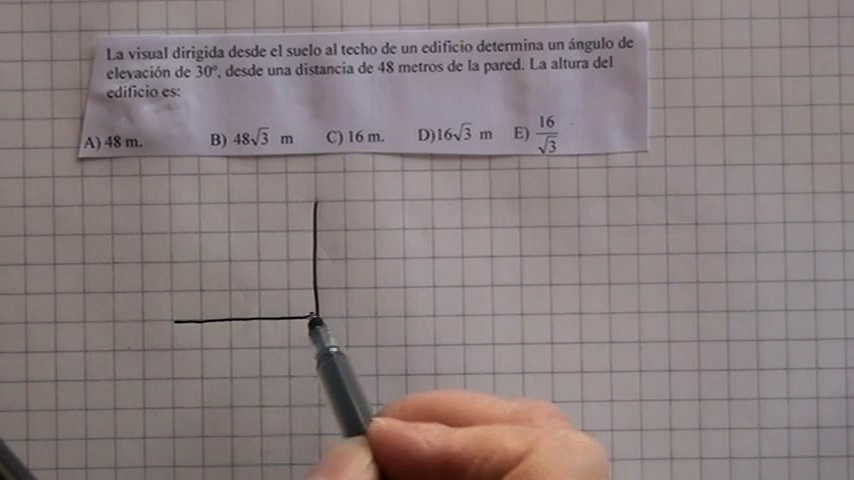 La visual dirigida desde el suelo al techo de un edificio determina un ángulo de
elevación de 30º, desde una distancia de 48 metros de la pared. La altura del
edificio es:
A) 48 m. B) 48√3 m C) 16 m. D)16√3 m E) 16/√3